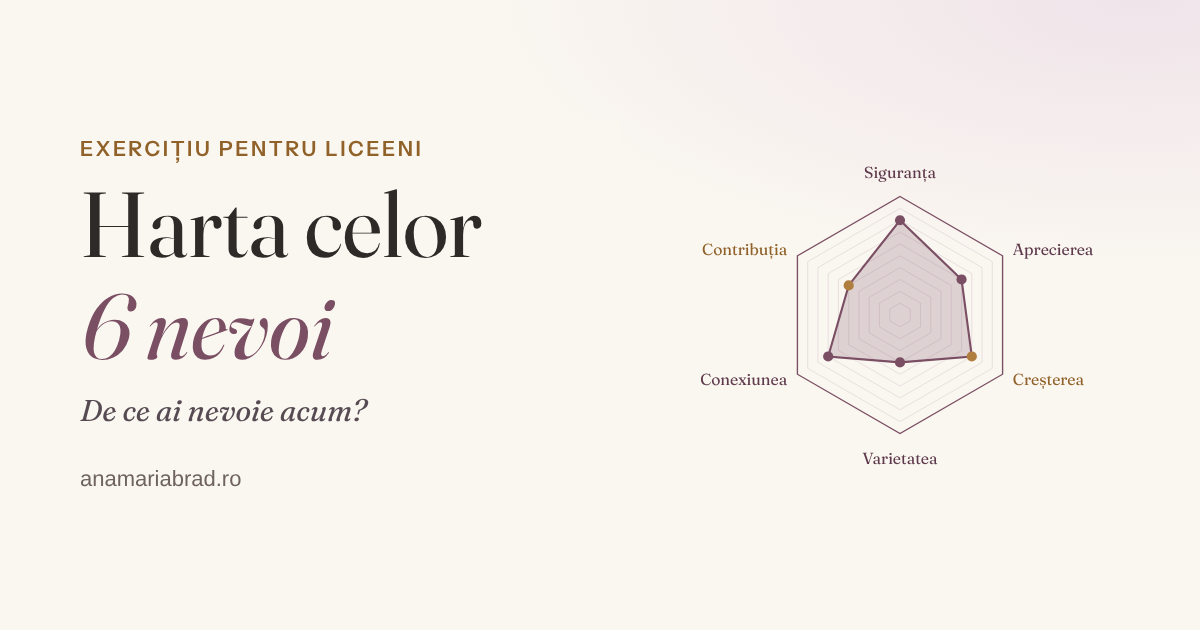 EXERCIȚIU PENTRU LICEENI
Harta celor
6 nevoi
De ce ai nevoie acum?
anamariabrad.ro
Siguranța
Contribuția
Aprecierea
Conexiunea
Creșterea
Varietatea